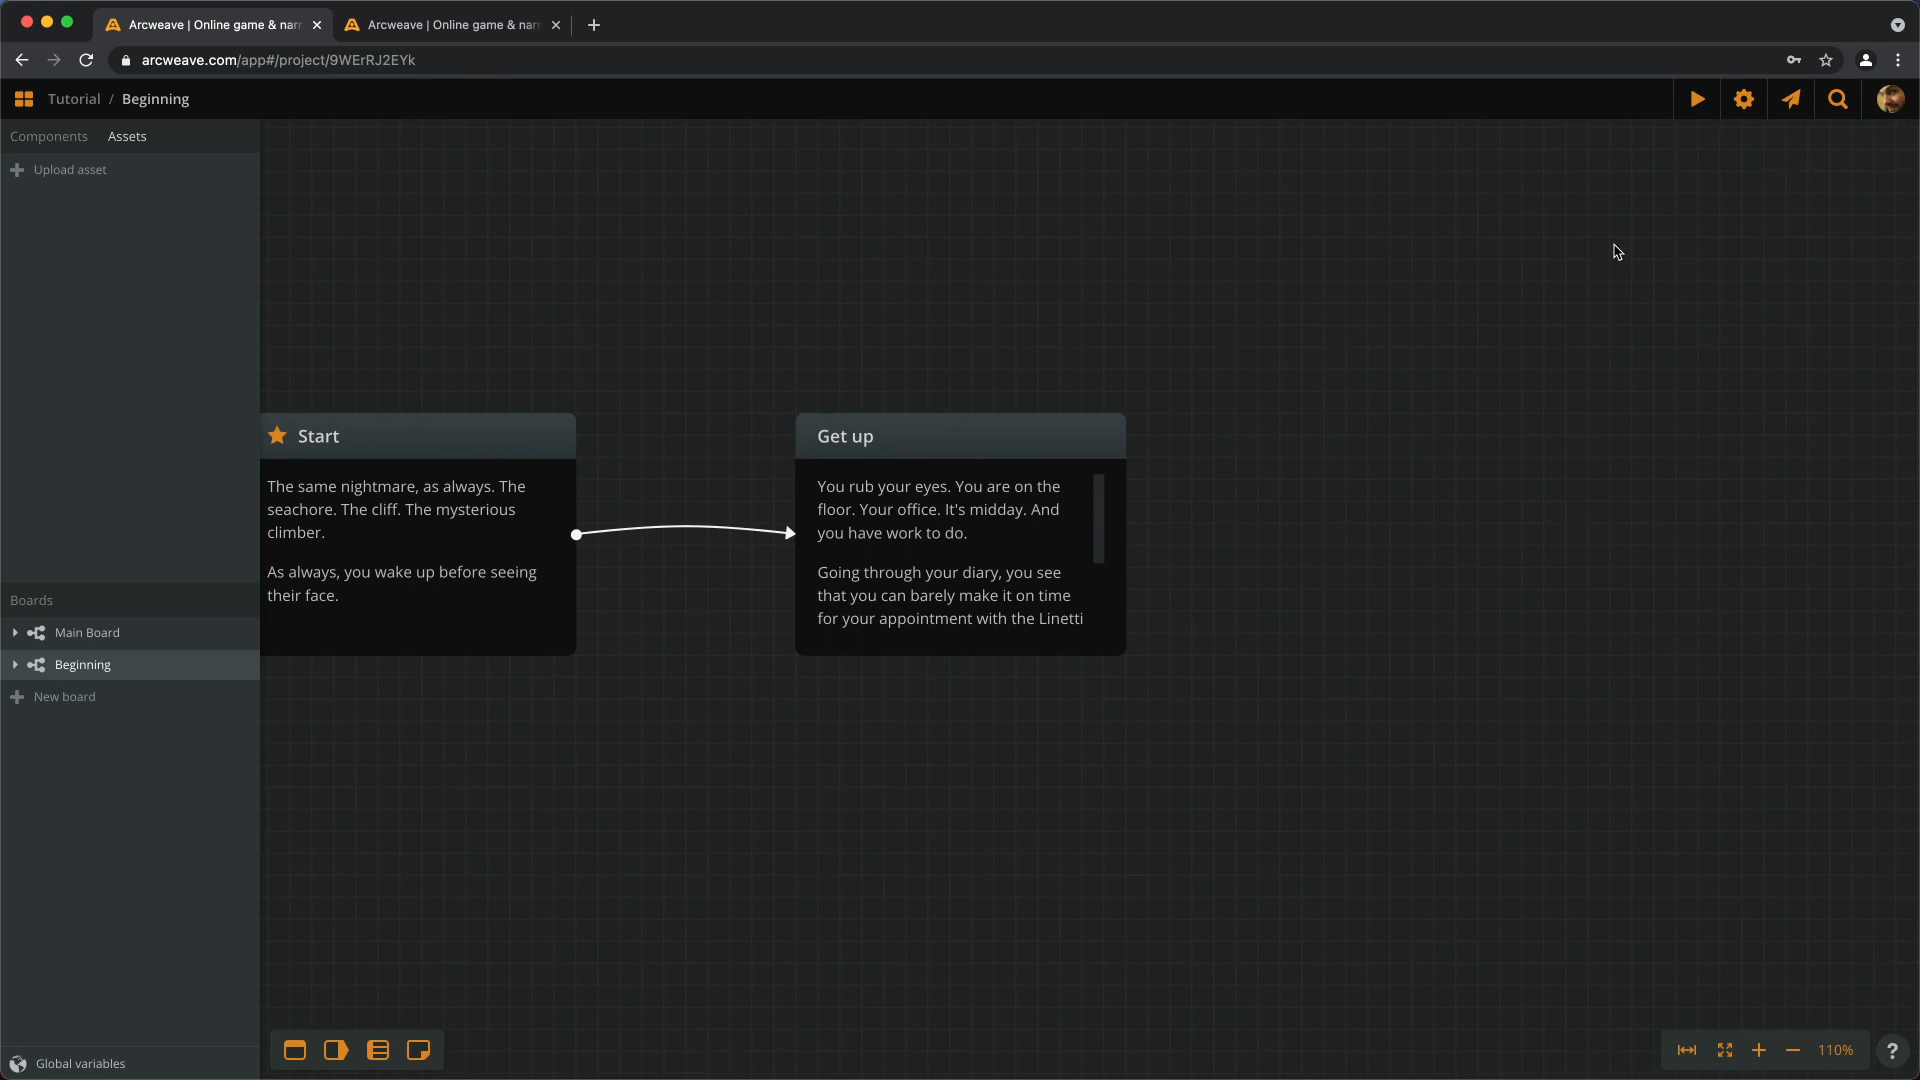 Arcweave | Online game & narr
Arcweave | Online game & narr
arcweave.com/app#/project/9WErRJ2EYk
Tutorial / Beginning
Components Assets
Upload asset
Start
The same nightmare, as always. The
seachore. The cliff. The mysterious
climber.
As always, you wake up before seeing
their face.
Get up
You rub your eyes. You are on the
floor. Your office. It's midday. And
you have work to do.
Going through your diary, you see
that you can barely make it on time
for your appointment with the Linetti
Boards
Main Board
Beginning
New board
Global variables
110%
?